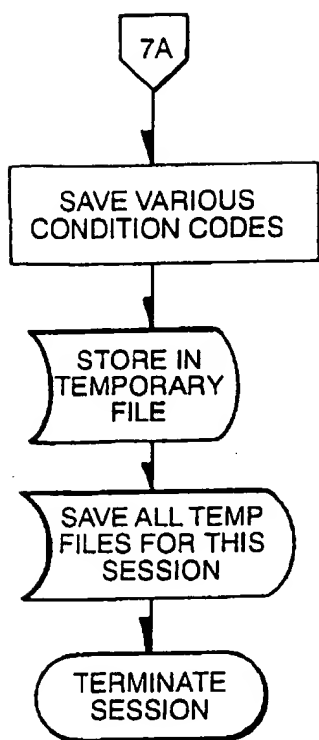 7A
SAVE VARIOUS
CONDITION CODES
STORE IN
TEMPORARY
FILE
SAVE ALL TEMP
FILES FOR THIS
SESSION
TERMINATE
SESSION